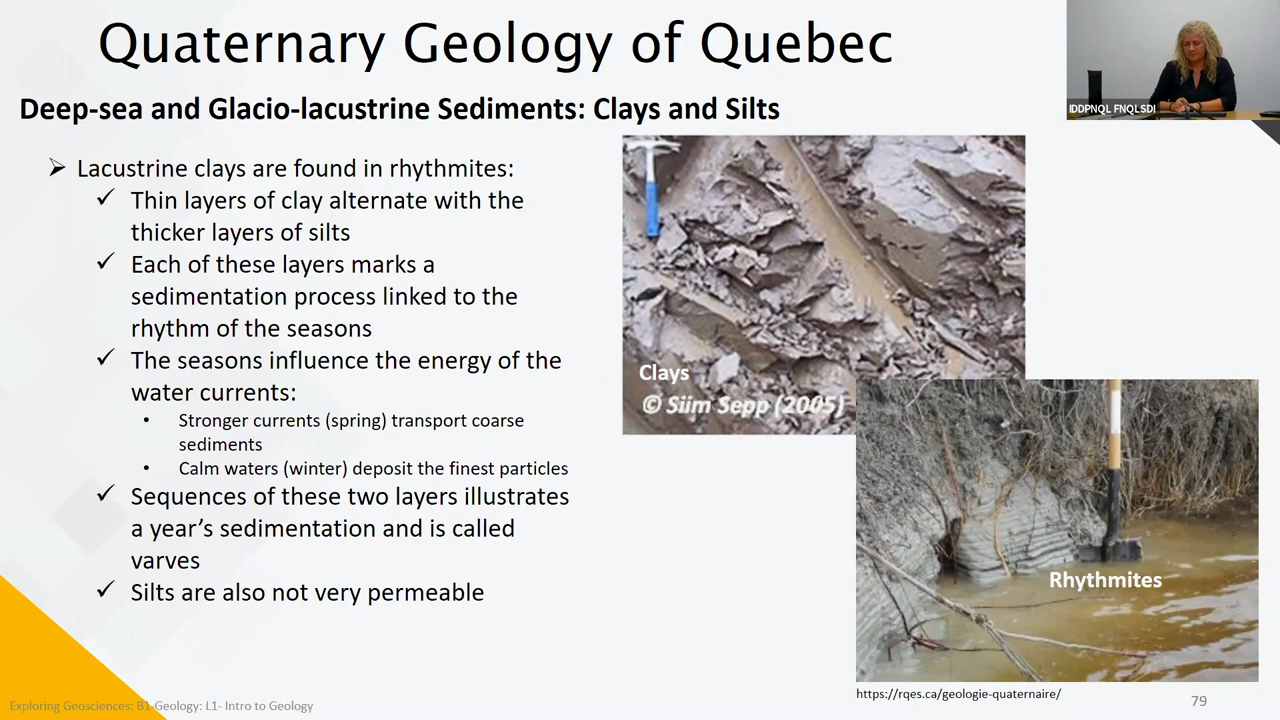 Quaternary Geology of Quebec
IDDPNQL FNQLSDI
Deep-sea and Glacio-lacustrine Sediments: Clays and Silts
Lacustrine clays are found in rhythmites:
Thin layers of clay alternate with the
thicker layers of silts
Each of these layers marks a
sedimentation process linked to the
rhythm of the seasons
The seasons influence the energy of the
water currents:
Stronger currents (spring) transport coarse
sediments
Calm waters (winter) deposit the finest particles
Sequences of these two layers illustrates
a year’s sedimentation and is called
varves
Silts are also not very permeable
Clays
© Siim Sepp (2005)
Rhythmites
https://rqes.ca/geologie-quaternaire/
Exploring Geosciences: B1-Geology: L1- Intro to Geology
79